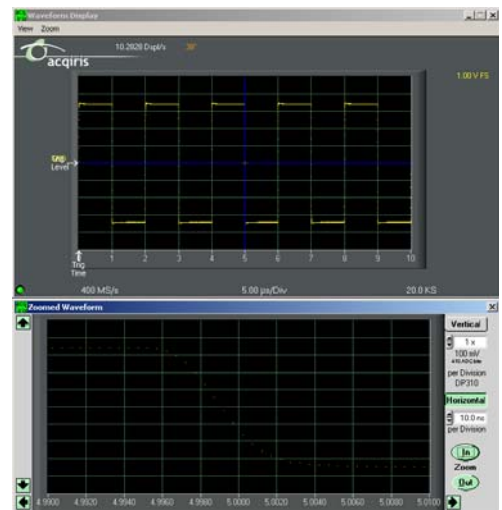 Waveform Display
View Zoom
10.2828 Dspl/s 38°
acqiris
1.00 V FS
Level
1 2 3 4 5 6 7 8 9 10
Trig
Time
400 MS/s 5.00 µs/Div 20.0 KS
Zoomed Waveform
Vertical
1 x
100 mV
per Division
DP310
Horizontal
10.0 ns
per Division
In
Zoom
Out
4.9900 4.9920 4.9940 4.9960 4.9980 5.0000 5.0020 5.0040 5.0060 5.0080 5.0100